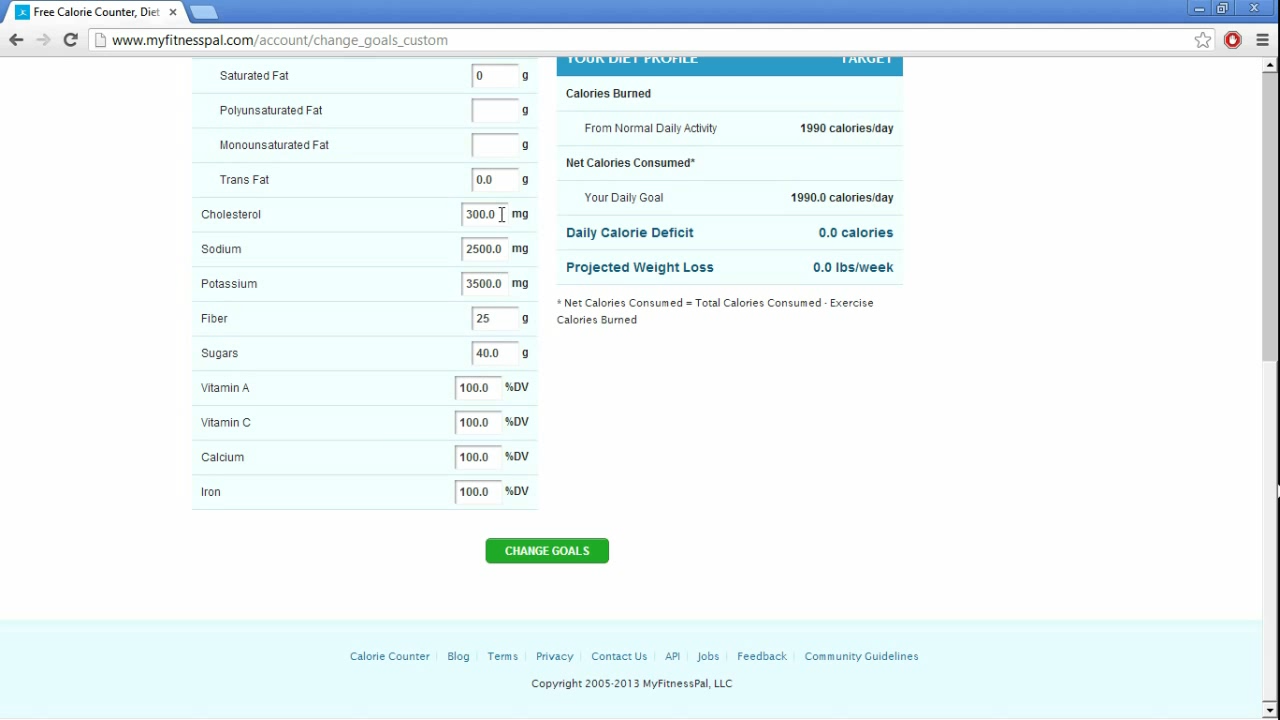 Free Calorie Counter, Diet
www.myfitnesspal.com/account/change_goals_custom
Saturated Fat 0 g
Polyunsaturated Fat g
Monounsaturated Fat g
Trans Fat 0.0 g
Cholesterol 300.0 mg
Sodium 2500.0 mg
Potassium 3500.0 mg
Fiber 25 g
Sugars 40.0 g
Vitamin A 100.0 %DV
Vitamin C 100.0 %DV
Calcium 100.0 %DV
Iron 100.0 %DV
YOUR DIET PROFILE TARGET
Calories Burned
From Normal Daily Activity 1990 calories/day
Net Calories Consumed*
Your Daily Goal 1990.0 calories/day
Daily Calorie Deficit 0.0 calories
Projected Weight Loss 0.0 lbs/week
* Net Calories Consumed = Total Calories Consumed - Exercise
Calories Burned
CHANGE GOALS
Calorie Counter Blog Terms Privacy Contact Us API Jobs Feedback Community Guidelines
Copyright 2005-2013 MyFitnessPal, LLC